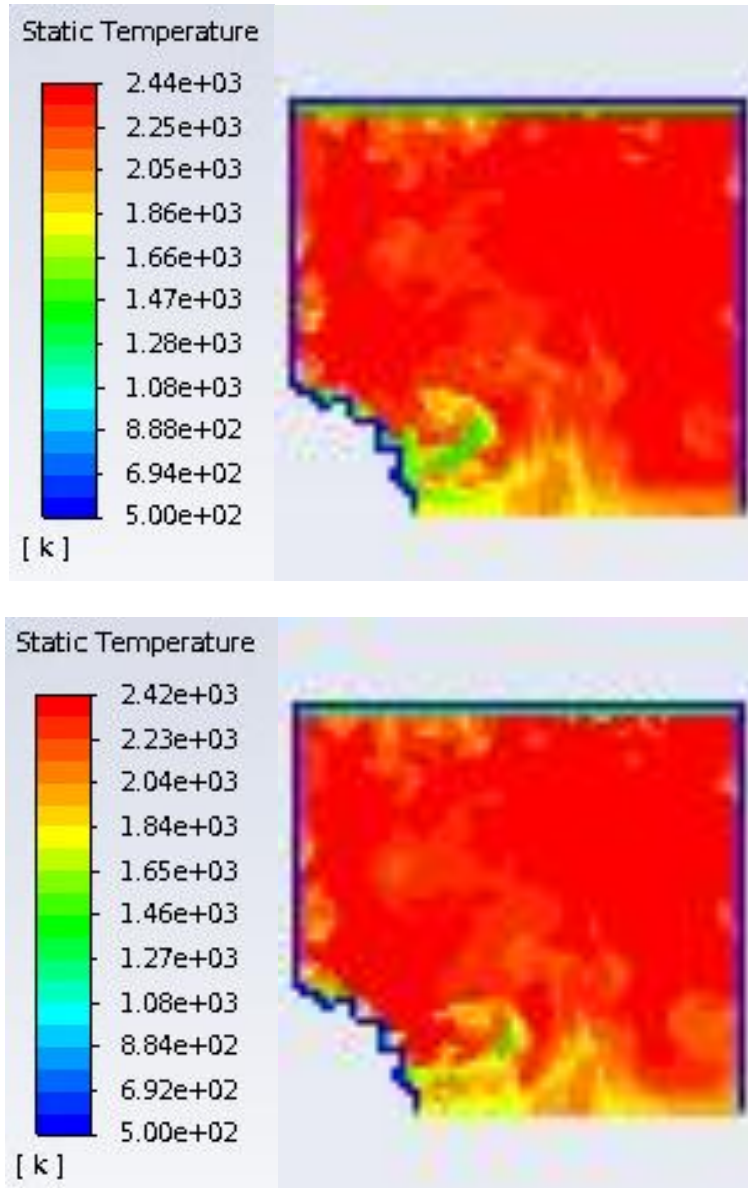 Static Temperature
2.44e+03
2.25e+03
2.05e+03
1.86e+03
1.66e+03
1.47e+03
1.28e+03
1.08e+03
8.88e+02
6.94e+02
5.00e+02
[ k ]
Static Temperature
2.42e+03
2.23e+03
2.04e+03
1.84e+03
1.65e+03
1.46e+03
1.27e+03
1.08e+03
8.84e+02
6.92e+02
5.00e+02
[ k ]